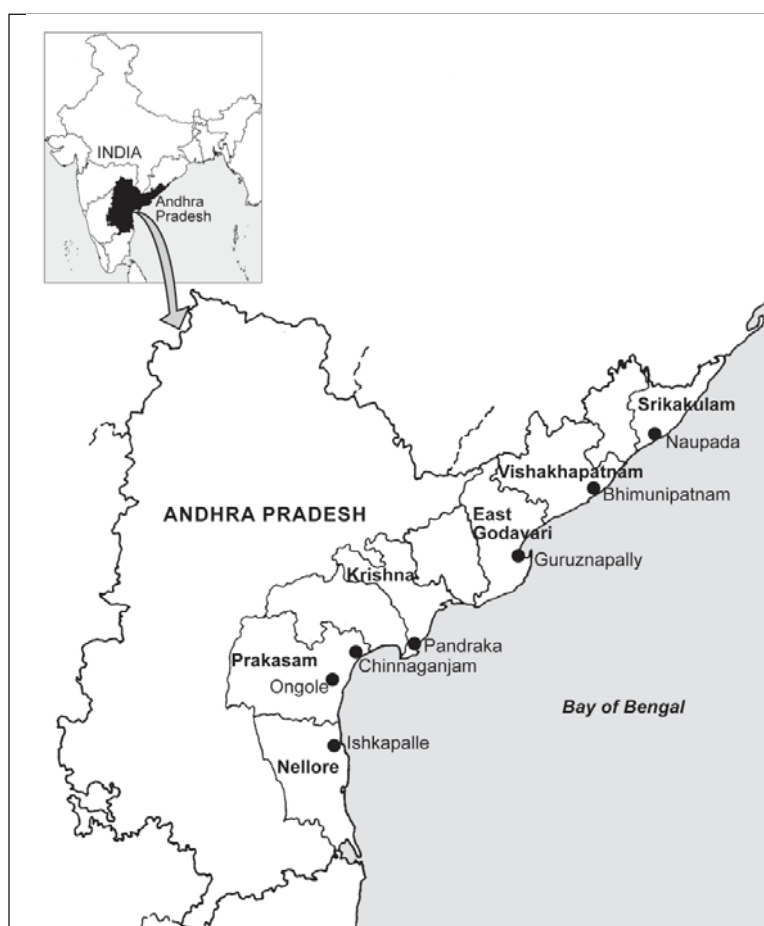 INDIA
Andhra
Pradesh
Srikakulam
Naupada
Vishakhapatnam
Bhimunipatnam
ANDHRA PRADESH
East
Godavari
Guruznapally
Krishna
Pandraka
Prakasam
Chinnaganjam
Ongole
Bay of Bengal
Ishkapalle
Nellore